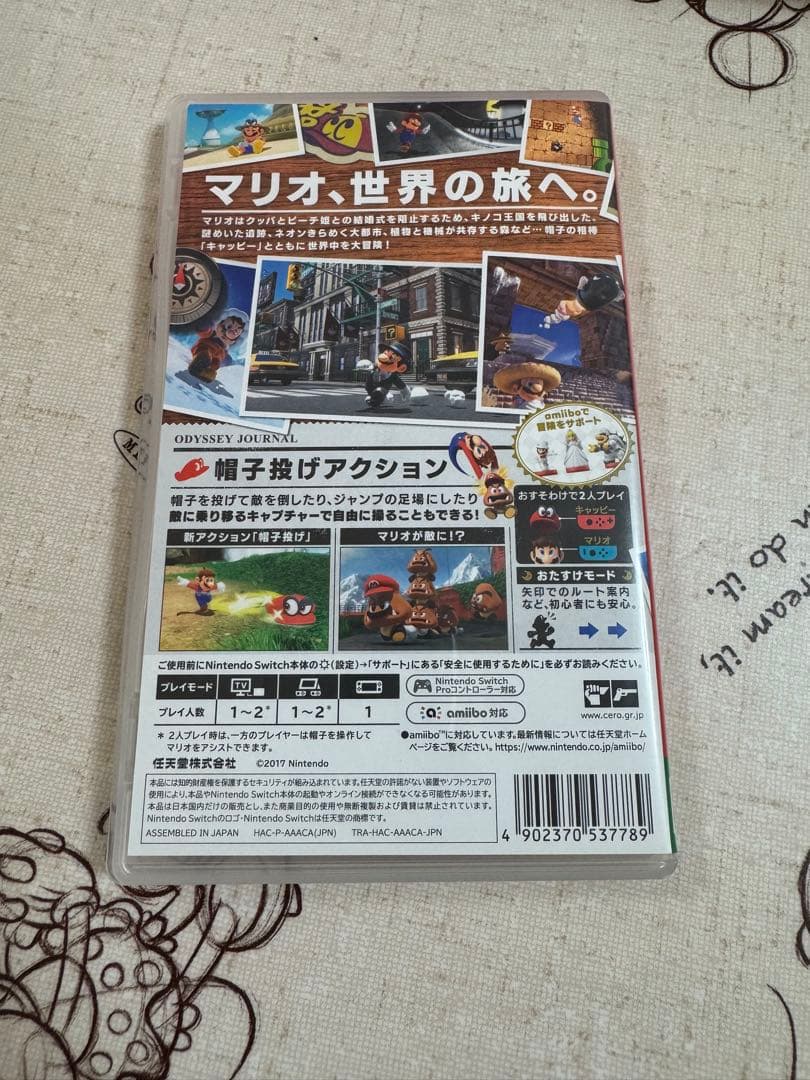 マリオ、世界の旅へ。
マリオはクッパとピーチ姫との結婚式を阻止するため、キノコ王国を飛び出した。
謎めいた遺跡、ネオンきらめく大都市、植物と機械が共存する森など… 帽子の相棒
「キャッピー」とともに世界中を大冒険!
ODYSSEY JOURNAL
帽子投げアクション
帽子を投げて敵を倒したり、ジャンプの足場にしたり
敵に乗り移るキャプチャーで自由に操ることもできる!
新アクション「帽子投げ」
マリオが敵に!?
amiiboで
冒険をサポート
おすそわけで2人プレイ
キャッピー
マリオ
おたすけモード
矢印でのルート案内
など、初心者にも安心。
ご使用前にNintendo Switch本体の(設定)→「サポート」にある「安全に使用するために」を必ずお読みください。
プレイモード TV
プレイ人数 1～2* 1～2* 1
Nintendo Switch
Proコントローラー対応
amiibo対応
cero
www.cero.gr.jp
* 2人プレイ時は、一方のプレイヤーは帽子を操作して
マリオをアシストできます。
●amiibo™に対応しています。最新情報については任天堂ホーム
ページをご覧ください。https://www.nintendo.co.jp/amiibo/
任天堂株式会社 ©2017 Nintendo
本品には知的財産権を保護するセキュリティが組み込まれています。任天堂の許諾がない装置やソフトウェアの
使用により、本品やNintendo Switch本体の起動やオンライン接続ができなくなる可能性があります。
本品は日本国内だけの販売とし、また商業目的の使用や無断複製および賃貸は禁止されています。
Nintendo Switchのロゴ・Nintendo Switchは任天堂の商標です。
ASSEMBLED IN JAPAN HAC-P-AAACA(JPN) TRA-HAC-AAACA-JPN
4 902370 537789
ream it,
do it,